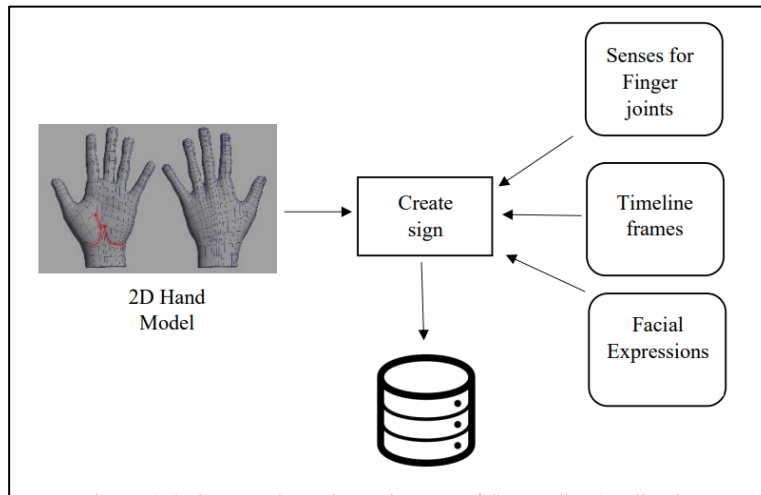 Senses for
Finger
joints
Create
sign
Timeline
frames
2D Hand
Model
Facial
Expressions